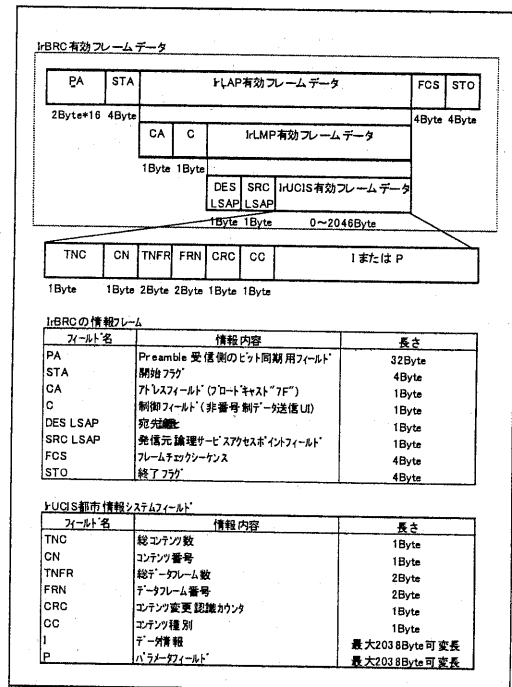 IrBRC有効フレームデータ
PA STA IrLAP有効フレームデータ FCS STO
2Byte*16 4Byte 4Byte 4Byte
CA C IrLMP有効フレームデータ
1Byte 1Byte
DES LSAP SRC LSAP IrUCIS有効フレームデータ
1Byte 1Byte 0～2046Byte
TNC CN TNFR FRN CRC CC I または P
1Byte 1Byte 2Byte 2Byte 1Byte 1Byte
IrBRCの情報フレーム
フィールド名 情報内容 長さ
PA Preamble 受信側のビット同期用フィールド 32Byte
STA 開始フラグ 4Byte
CA アドレスフィールド(ブロードキャスト"7F") 1Byte
C 制御フィールド(非番号制データ送信UI) 1Byte
DES LSAP 宛先 1Byte
SRC LSAP 発信元論理サービスアクセスポイントフィールド 1Byte
FCS フレームチェックシーケンス 4Byte
STO 終了フラグ 4Byte
IrUCIS都市情報システムフィールド
フィールド名 情報内容 長さ
TNC 総コンテンツ数 1Byte
CN コンテンツ番号 1Byte
TNFR 総データフレーム数 2Byte
FRN データフレーム番号 2Byte
CRC コンテンツ変更認識カウンタ 1Byte
CC コンテンツ種別 1Byte
I データ情報 最大2038Byte可変長
P パラメータフィールド 最大2038Byte可変長